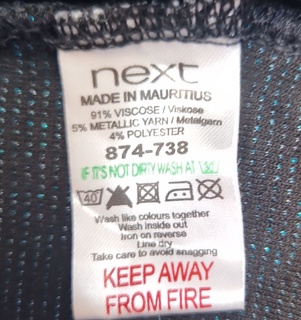 next
MADE IN MAURITIUS
91% VISCOSE / Viskose
5% METALLIC YARN / Metallgarn
4% POLYESTER
874-738
IF IT'S NOT DIRTY WASH AT 30°
40
Wash like colours together
Wash inside out
Iron on reverse
Line dry
Take care to avoid snagging
KEEP AWAY
FROM FIRE